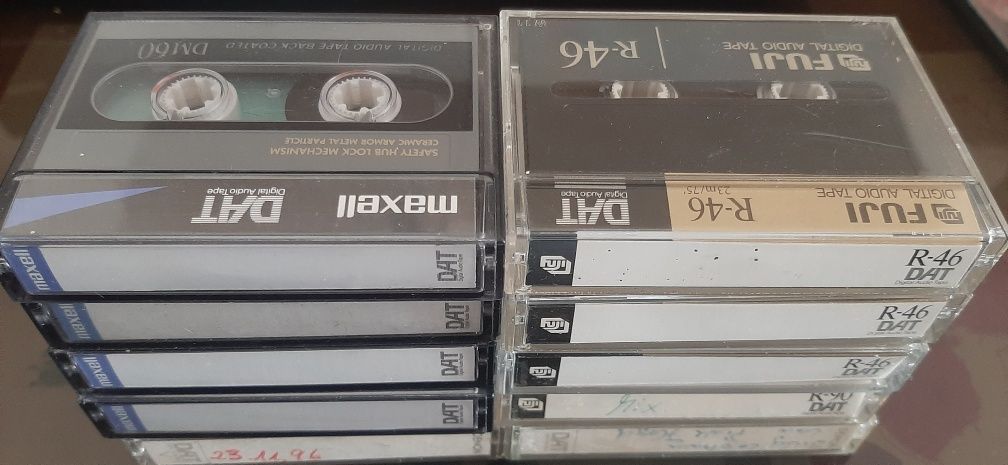 DIGITAL AUDIO TAPE BACK COATED
DM60
SAFETY HUB LOCK MECHANISM
CERAMIC ARMOR METAL PARTICLE
maxell
DAT
Digital Audio Tape
maxell
DAT
maxell
DAT
maxell
DAT
maxell
DAT
23.11.96
FUJI
DIGITAL AUDIO TAPE
R-46
FUJI
DIGITAL AUDIO TAPE
R-46
23m/75'
DAT
Digital Audio Tape
R-46
DAT
Digital Audio Tape
R-46
DAT
R-46
DAT
R-90
DAT
DAT